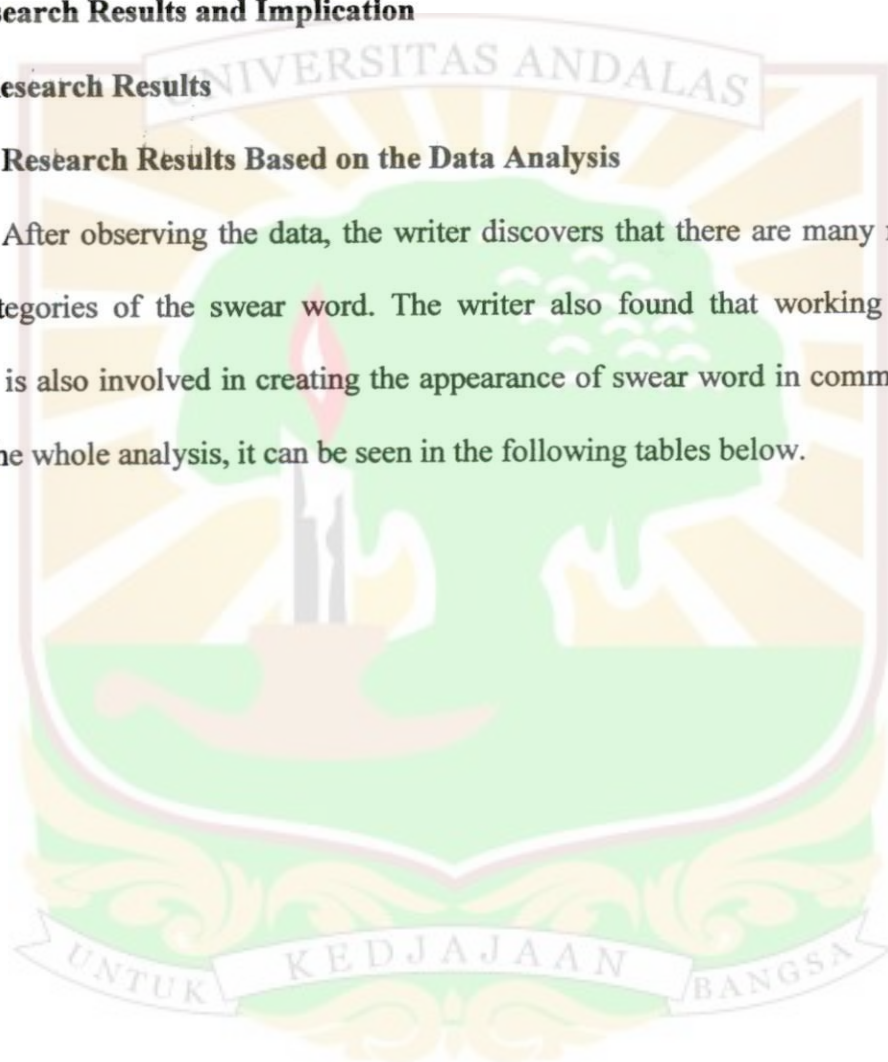 search Results and Implication
UNIVERSITAS ANDALAS
esearch Results
Research Results Based on the Data Analysis
After observing the data, the writer discovers that there are many
tegories of the swear word. The writer also found that working
is also involved in creating the appearance of swear word in comm
he whole analysis, it can be seen in the following tables below.
UNTUK KEDJAJAAN BANGSA